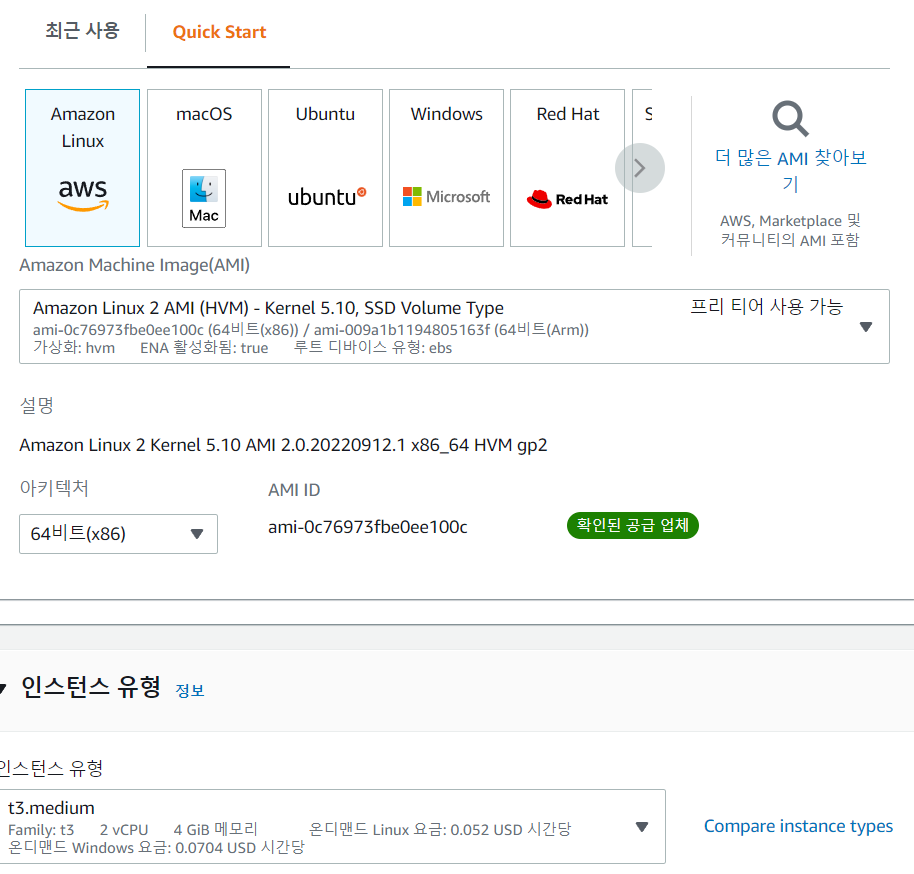 최근 사용
Quick Start
Amazon
Linux
aws
macOS
Mac
Ubuntu
ubuntu
Windows
Microsoft
Red Hat
Red Hat
S
더 많은 AMI 찾아보
기
AWS, Marketplace 및
커뮤니티의 AMI 포함
Amazon Machine Image(AMI)
Amazon Linux 2 AMI (HVM) - Kernel 5.10, SSD Volume Type
프리 티어 사용 가능
ami-0c76973fbe0ee100c (64비트(x86)) / ami-009a1b1194805163f (64비트(Arm))
가상화: hvm ENA 활성화됨: true 루트 디바이스 유형: ebs
설명
Amazon Linux 2 Kernel 5.10 AMI 2.0.20220912.1 x86_64 HVM gp2
아키텍처
AMI ID
64비트(x86)
ami-0c76973fbe0ee100c
확인된 공급 업체
인스턴스 유형 정보
인스턴스 유형
t3.medium
Family: t3 2 vCPU 4 GiB 메모리 온디맨드 Linux 요금: 0.052 USD 시간당
온디맨드 Windows 요금: 0.0704 USD 시간당
Compare instance types